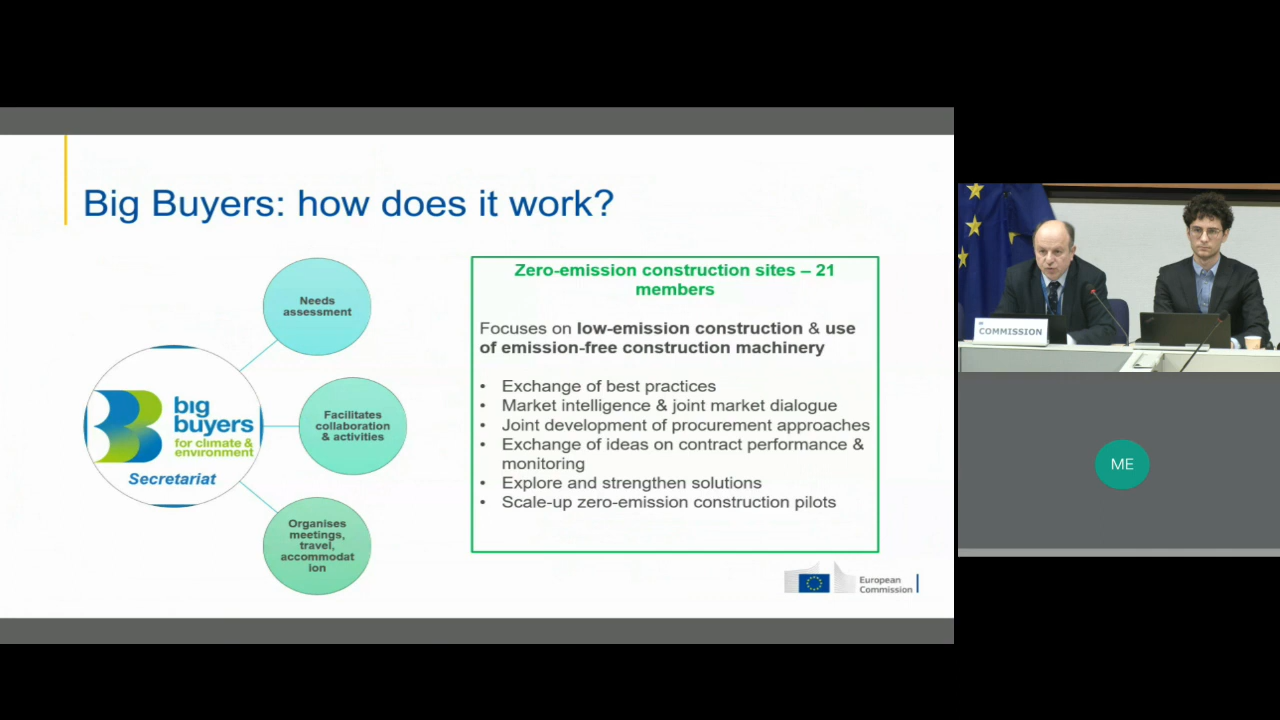 Big Buyers: how does it work?
Needs
assessment
big
buyers
for climate &
environment
Secretariat
Facilitates
collaboration
& activities
Organises
meetings,
travel,
accommodat
ion
Zero-emission construction sites – 21
members
Focuses on low-emission construction & use
of emission-free construction machinery
• Exchange of best practices
• Market intelligence & joint market dialogue
• Joint development of procurement approaches
• Exchange of ideas on contract performance &
monitoring
• Explore and strengthen solutions
• Scale-up zero-emission construction pilots
European
Commission
COMMISSION
ME